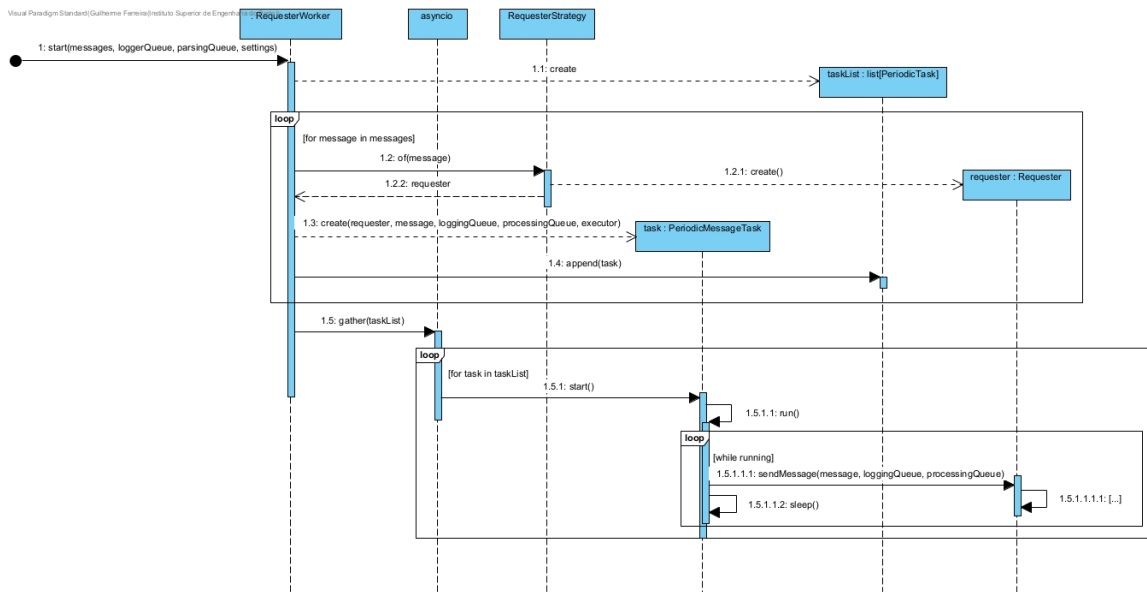 Visual Paradigm Standard(Guilherme Ferreira(Instituto Superior de Engenharia
: RequesterWorker
asyncio
RequesterStrategy
1: start(messages, loggerQueue, parsingQueue, settings)
1.1: create
taskList : list[PeriodicTask]
loop
[for message in messages]
1.2: of(message)
1.2.1: create()
requester : Requester
1.2.2: requester
1.3: create(requester, message, loggingQueue, processingQueue, executor)
task : PeriodicMessageTask
1.4: append(task)
1.5: gather(taskList)
loop
[for task in taskList]
1.5.1: start()
1.5.1.1: run()
loop
[while running]
1.5.1.1.1: sendMessage(message, loggingQueue, processingQueue)
1.5.1.1.1.1: [...]
1.5.1.1.2: sleep()